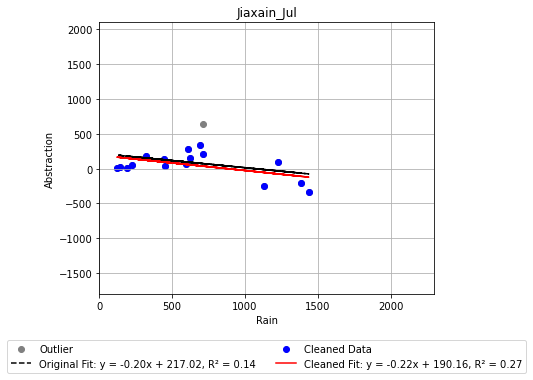 Jiaxain_Jul
2000
1500
1000
500
0
−500
−1000
−1500
Abstraction
0 500 1000 1500 2000
Rain
Outlier Cleaned Data
Original Fit: y = -0.20x + 217.02, R² = 0.14 Cleaned Fit: y = -0.22x + 190.16, R² = 0.27